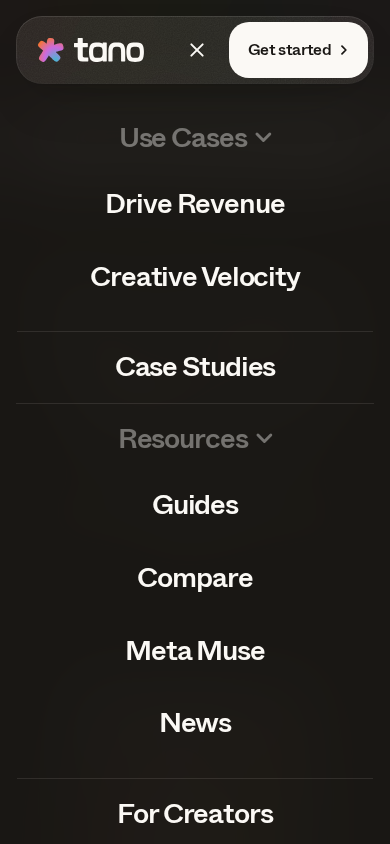 tano
Get started
Use Cases
Drive Revenue
Creative Velocity
Case Studies
Resources
Guides
Compare
Meta Muse
News
For Creators